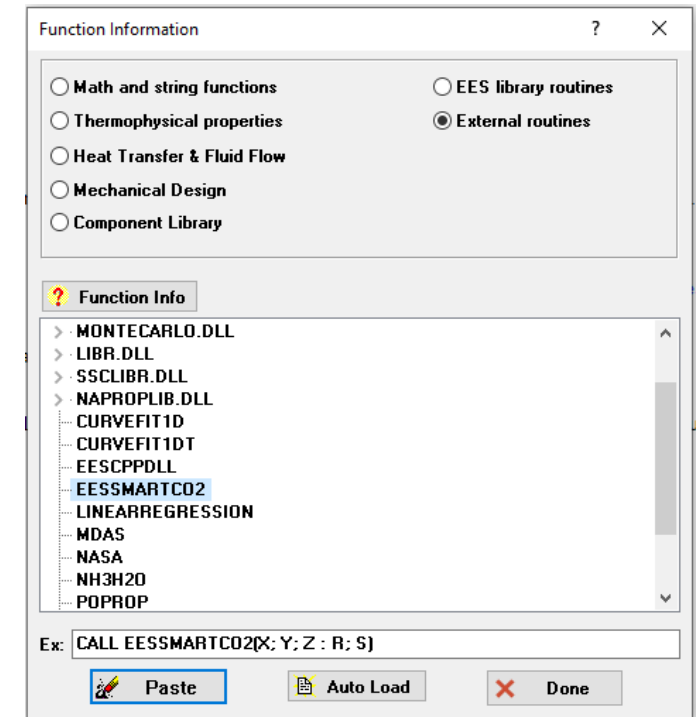 Function Information ?
Math and string functions
Thermophysical properties
Heat Transfer & Fluid Flow
Mechanical Design
Component Library
EES library routines
External routines
? Function Info
MONTECARLO.DLL
LIBR.DLL
SSCLIBR.DLL
NAPROPLIB.DLL
CURVEFIT1D
CURVEFIT1DT
EESCPPDLL
EESSMARTCO2
LINEARREGRESSION
MDAS
NASA
NH3H2O
POPROP
Ex: CALL EESSMARTCO2(X; Y; Z : R; S)
Paste
Auto Load
Done